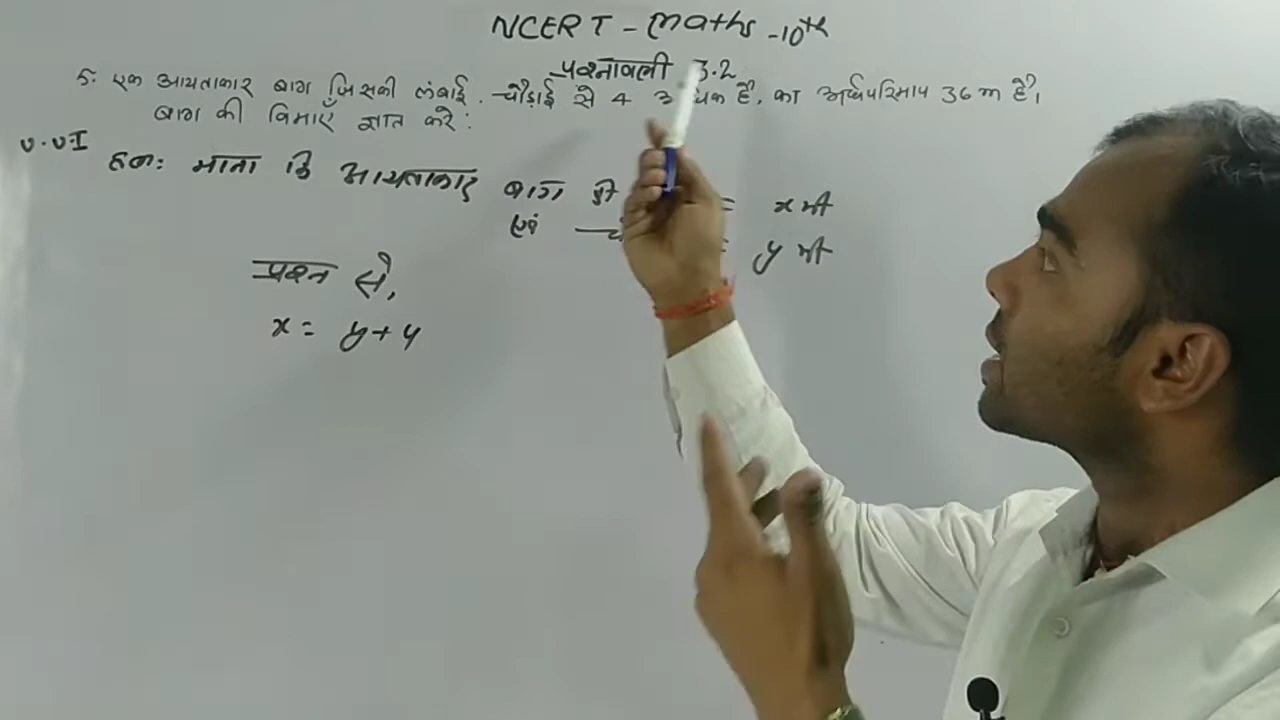 NCERT - Maths -10th
प्रश्नावली 3.2
5. एक आयताकार बाग जिसकी लंबाई, चौड़ाई से 4 है, का अर्धपरिमाप 36 m है।
बाग की विमाएँ ज्ञात करें:
V.V.I
हल: माना कि आयताकार बाग = x मी
एवं = y मी
प्रश्न से,
x = y + 4